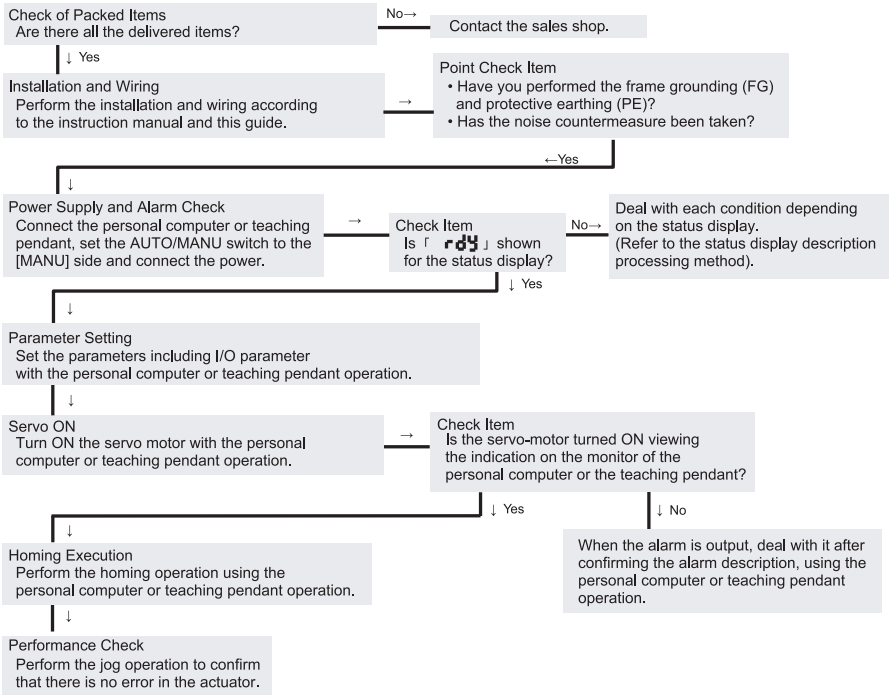 Check of Packed Items
Are there all the delivered items?
No→
Contact the sales shop.
↓ Yes
Installation and Wiring
Perform the installation and wiring according
to the instruction manual and this guide.
→
Point Check Item
• Have you performed the frame grounding (FG)
and protective earthing (PE)?
• Has the noise countermeasure been taken?
←Yes
↓
Power Supply and Alarm Check
Connect the personal computer or teaching
pendant, set the AUTO/MANU switch to the
[MANU] side and connect the power.
→
Check Item
Is「 rdy 」shown
for the status display?
No→
Deal with each condition depending
on the status display.
(Refer to the status display description
processing method).
↓ Yes
↓
Parameter Setting
Set the parameters including I/O parameter
with the personal computer or teaching pendant operation.
↓
Servo ON
Turn ON the servo motor with the personal
computer or teaching pendant operation.
→
Check Item
Is the servo-motor turned ON viewing
the indication on the monitor of the
personal computer or the teaching pendant?
↓ Yes
↓ No
↓
Homing Execution
Perform the homing operation using the
personal computer or teaching pendant operation.
When the alarm is output, deal with it after
confirming the alarm description, using the
personal computer or teaching pendant
operation.
↓
Performance Check
Perform the jog operation to confirm
that there is no error in the actuator.